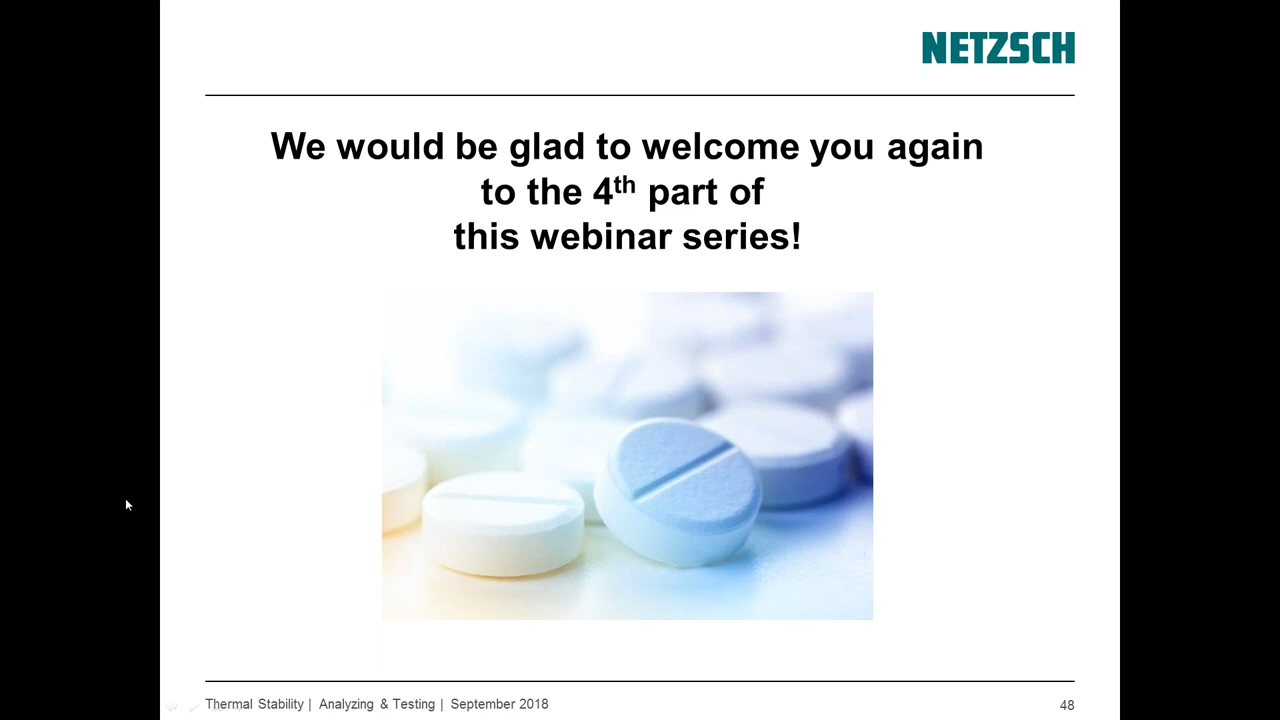 NETZSCH
We would be glad to welcome you again
to the 4th part of
this webinar series!
Thermal Stability | Analyzing & Testing | September 2018
48